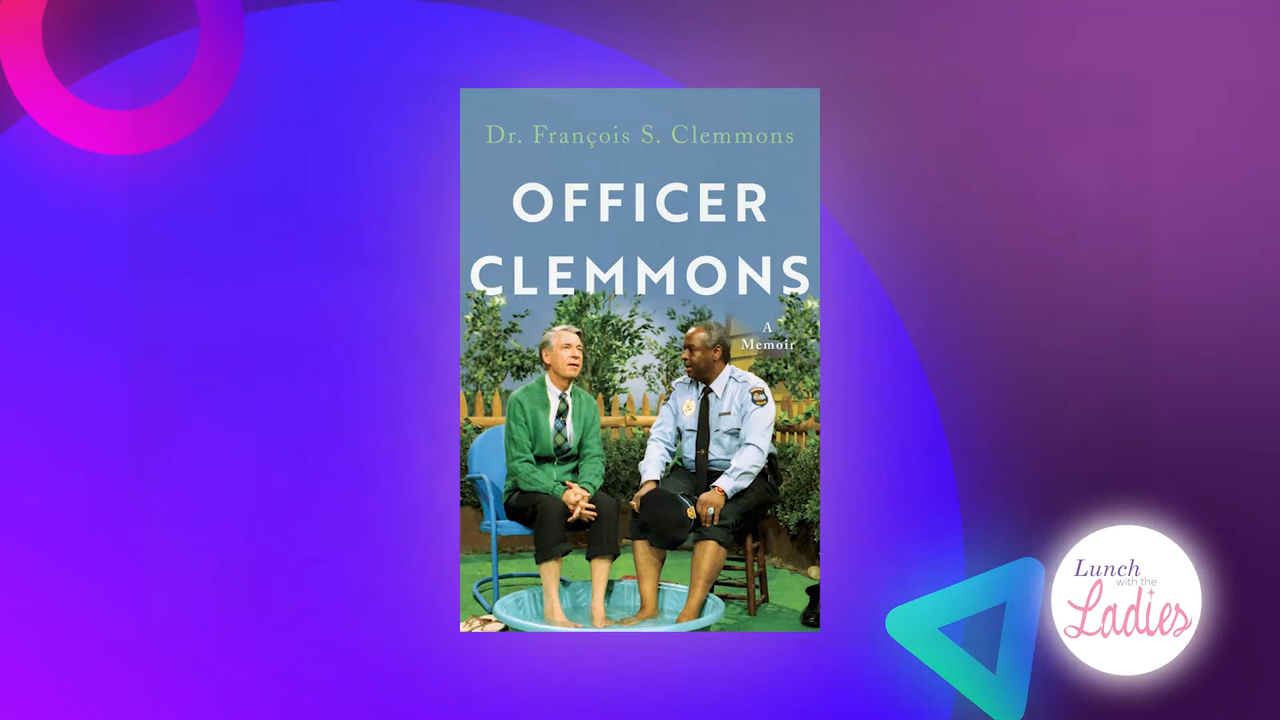 Dr. François S. Clemmons
OFFICER
CLEMMONS
A
Memoir
Lunch
with the
Ladies